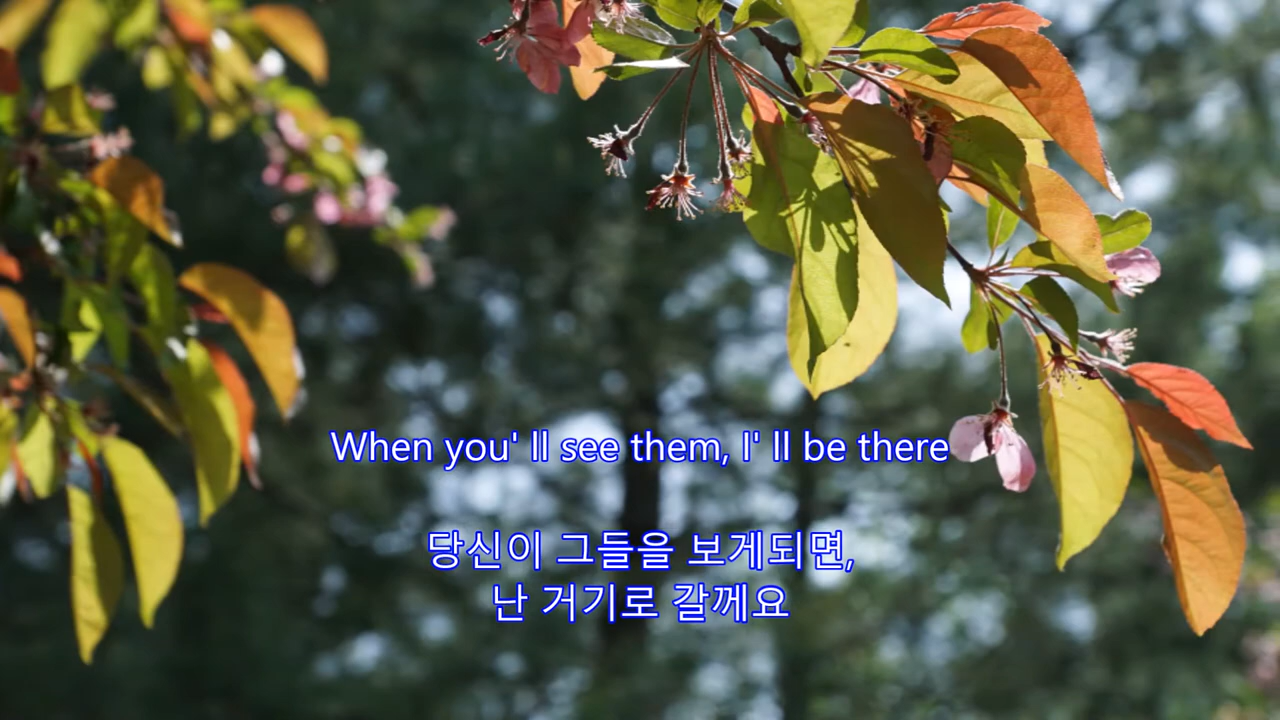 When you' ll see them, I' ll be there
당신이 그들을 보게되면,
난 거기로 갈께요